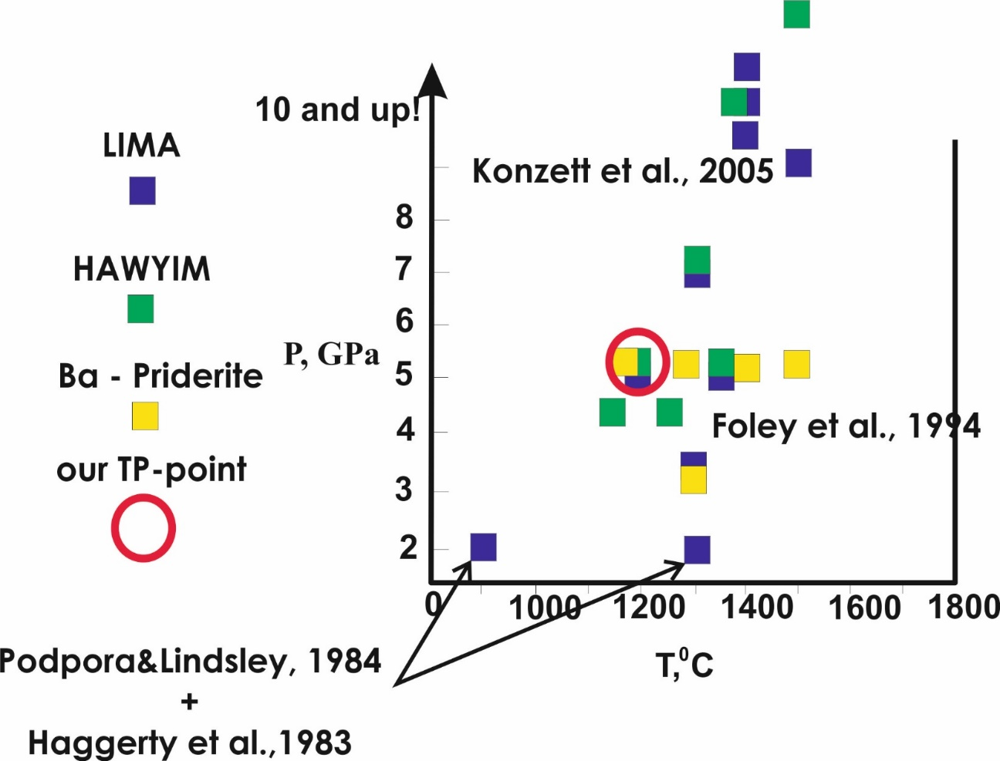 10 and up!
LIMA
Konzett et al., 2005
8
HAWYIM
7
6
P, GPa
Ba - Priderite
5
Foley et al., 1994
4
our TP-point
3
2
0 1000 1200 1400 1600 1800
T,⁰C
Podpora&Lindsley, 1984
+
Haggerty et al.,1983